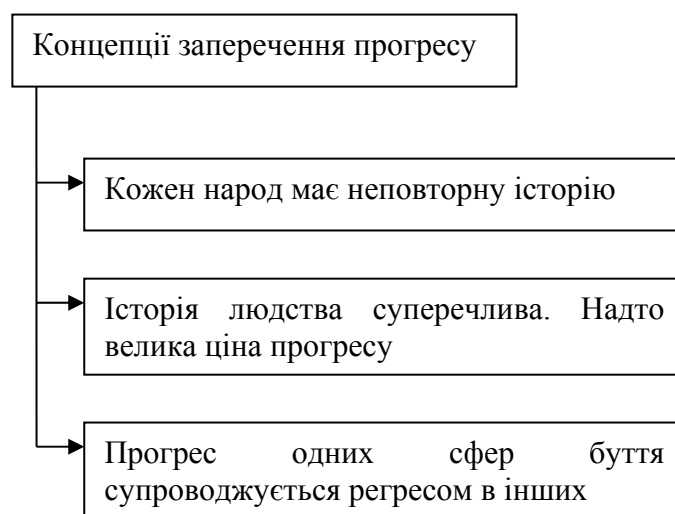 Концепції заперечення прогресу
Кожен народ має неповторну історію
Історія людства суперечлива. Надто
велика ціна прогресу
Прогрес одних сфер буття
супроводжується регресом в інших